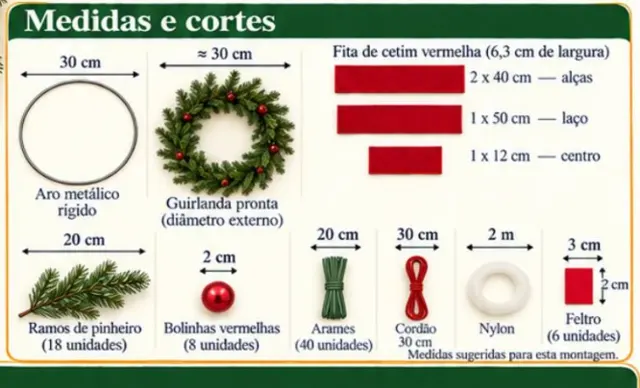 Medidas e cortes
30 cm
≈ 30 cm
Fita de cetim vermelha (6,3 cm de largura)
2 x 40 cm — alças
1 x 50 cm — laço
1 x 12 cm — centro
Aro metálico
rígido
Guirlanda pronta
(diâmetro externo)
20 cm
2 cm
20 cm
30 cm
2 m
3 cm
2 cm
Ramos de pinheiro
(18 unidades)
Bolinhas vermelhas
(8 unidades)
Arames
(40 unidades)
Cordão
30 cm
Nylon
Feltro
(6 unidades)
Medidas sugeridas para esta montagem.